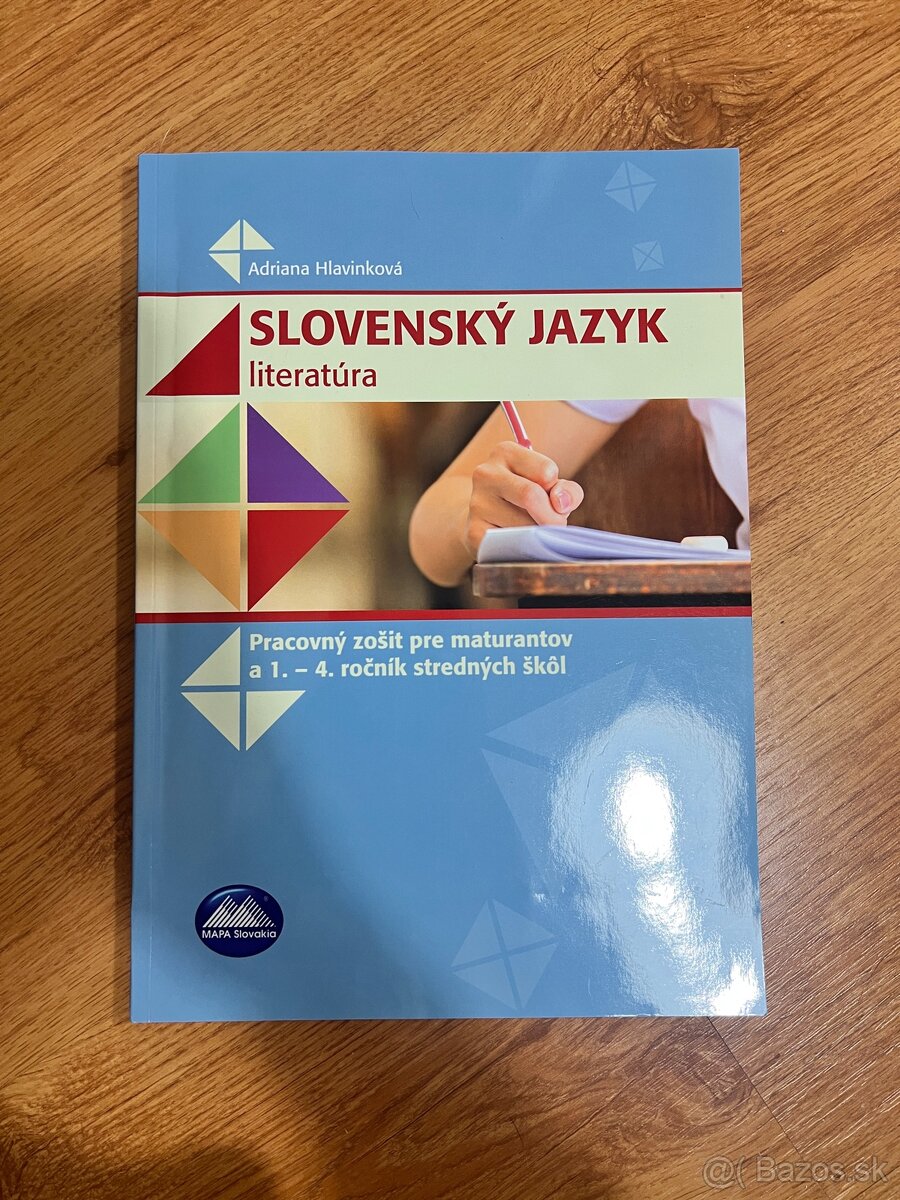 Adriana Hlavinková
SLOVENSKÝ JAZYK
literatúra
Pracovný zošit pre maturantov
a 1. – 4. ročník stredných škôl
MAPA Slovakia
@( Bazos.sk